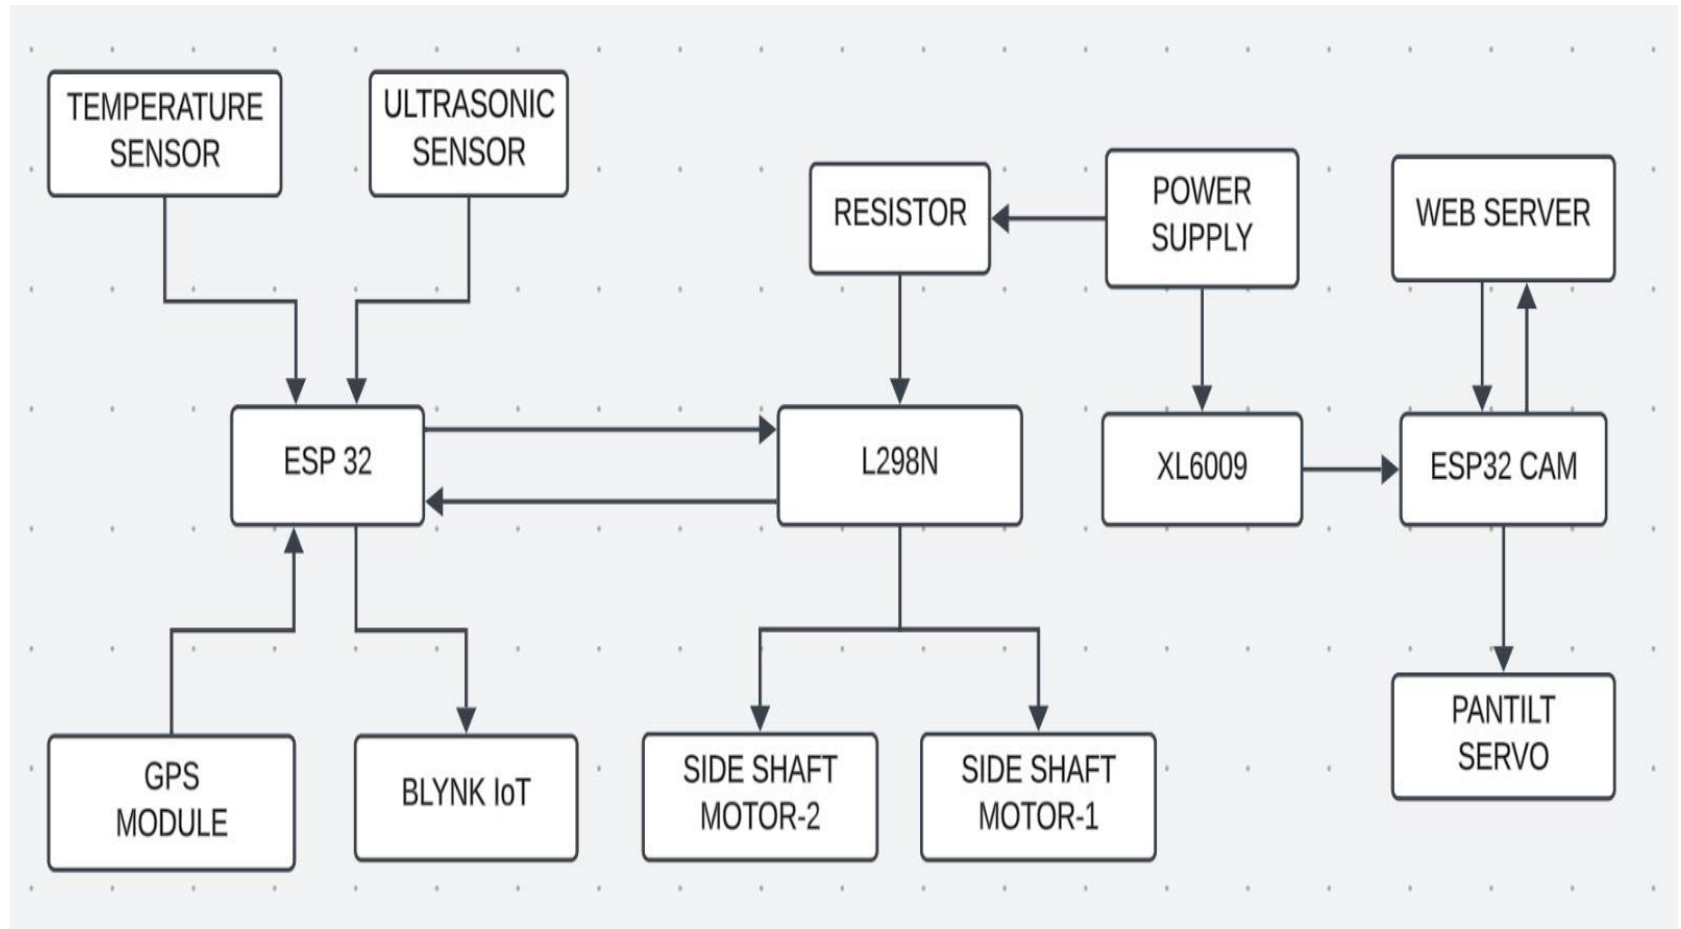 TEMPERATURE
SENSOR
ULTRASONIC
SENSOR
RESISTOR
POWER
SUPPLY
WEB SERVER
ESP 32
L298N
XL6009
ESP32 CAM
GPS
MODULE
BLYNK IoT
SIDE SHAFT
MOTOR-2
SIDE SHAFT
MOTOR-1
PANTILT
SERVO